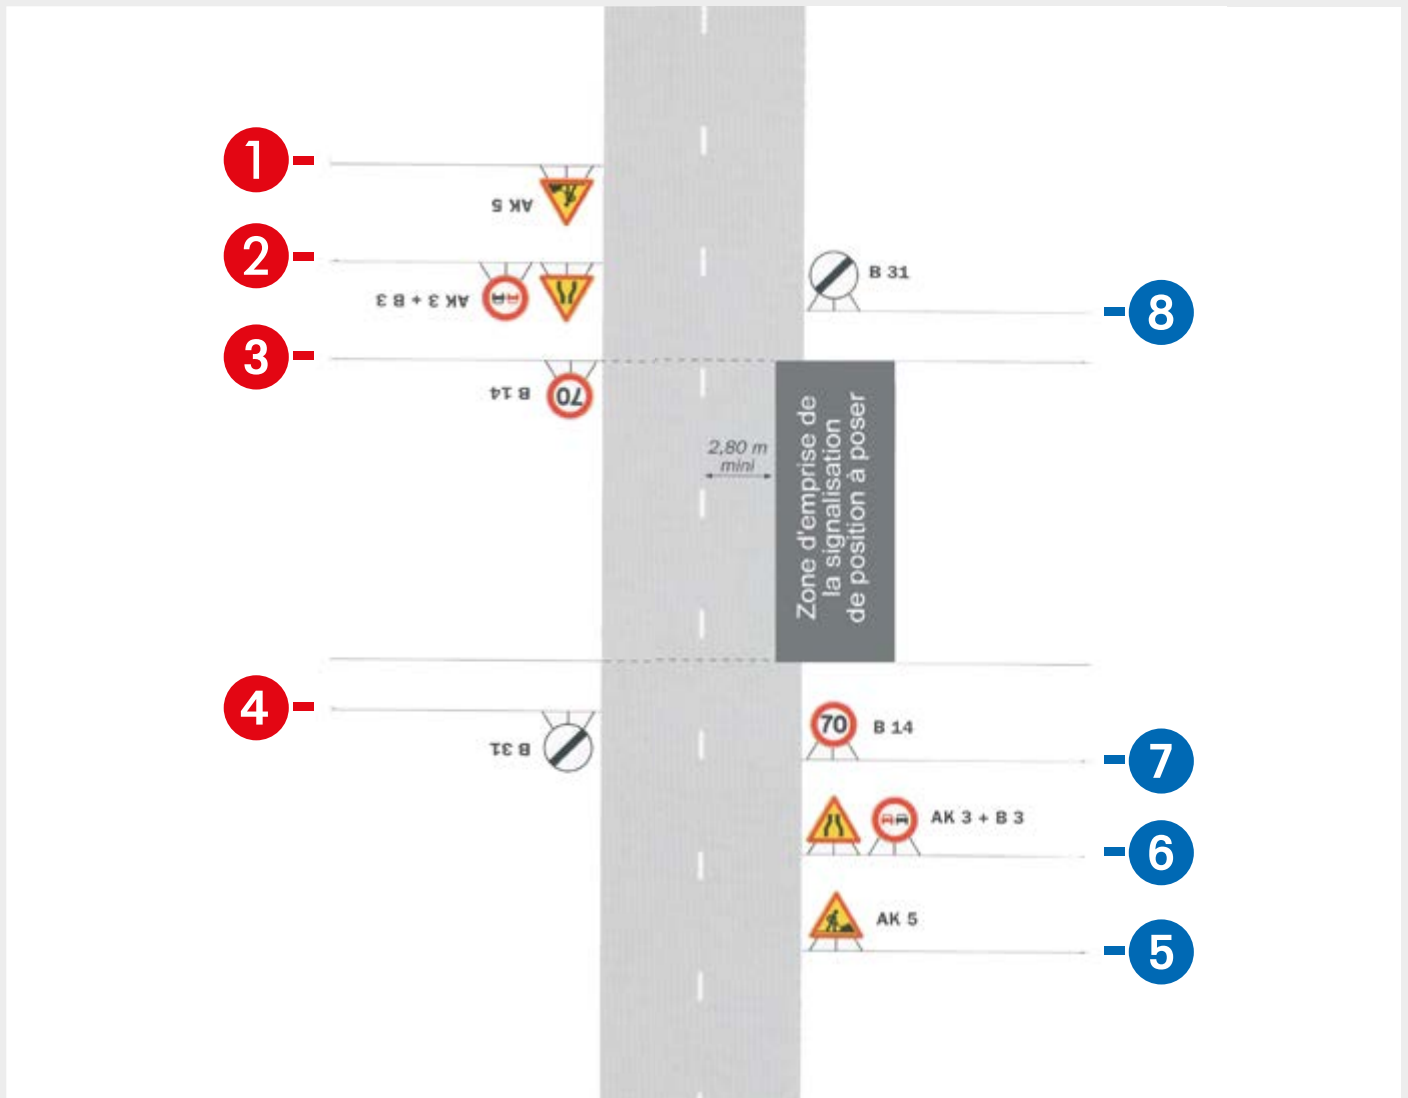 1
AK 5
2
AK 3 + B 3
3
70
B 14
4
B 31
B 31
8
2,80 m
mini
Zone d'emprise de
la signalisation
de position à poser
70
B 14
7
AK 3 + B 3
6
AK 5
5